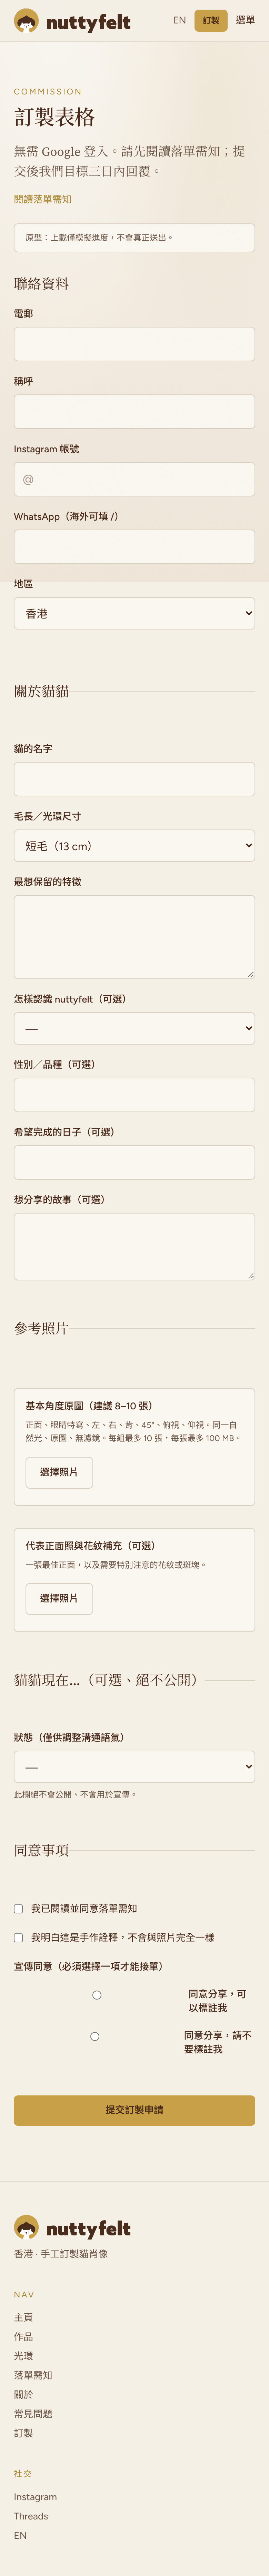 nuttyfelt
EN
訂製
選單
COMMISSION
訂製表格
無需 Google 登入。請先閱讀落單需知；提
交後我們目標三日內回覆。
閱讀落單需知
原型：上載僅模擬進度，不會真正送出。
聯絡資料
電郵
稱呼
Instagram 帳號
@
WhatsApp（海外可填 /）
地區
香港
關於貓貓
貓的名字
毛長／光環尺寸
短毛（13 cm）
最想保留的特徵
怎樣認識 nuttyfelt（可選）
—
性別／品種（可選）
希望完成的日子（可選）
想分享的故事（可選）
參考照片
基本角度原圖（建議 8–10 張）
正面、眼睛特寫、左、右、背、45°、俯視、仰視。同一自
然光、原圖、無濾鏡。每組最多 10 張，每張最多 100 MB。
選擇照片
代表正面照與花紋補充（可選）
一張最佳正面，以及需要特別注意的花紋或斑塊。
選擇照片
貓貓現在…（可選、絕不公開）
狀態（僅供調整溝通語氣）
—
此欄絕不會公開、不會用於宣傳。
同意事項
我已閱讀並同意落單需知
我明白這是手作詮釋，不會與照片完全一樣
宣傳同意（必須選擇一項才能接單）
同意分享，可
以標註我
同意分享，請不
要標註我
提交訂製申請
nuttyfelt
香港 · 手工訂製貓肖像
NAV
主頁
作品
光環
落單需知
關於
常見問題
訂製
社交
Instagram
Threads
EN